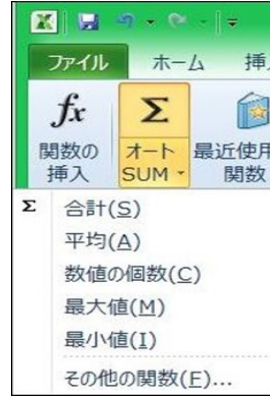 ファイル ホーム 挿
fx Σ
関数の 挿入 オート SUM 最近使用 関数
Σ 合計(S)
平均(A)
数値の個数(C)
最大値(M)
最小値(I)
その他の関数(F)...